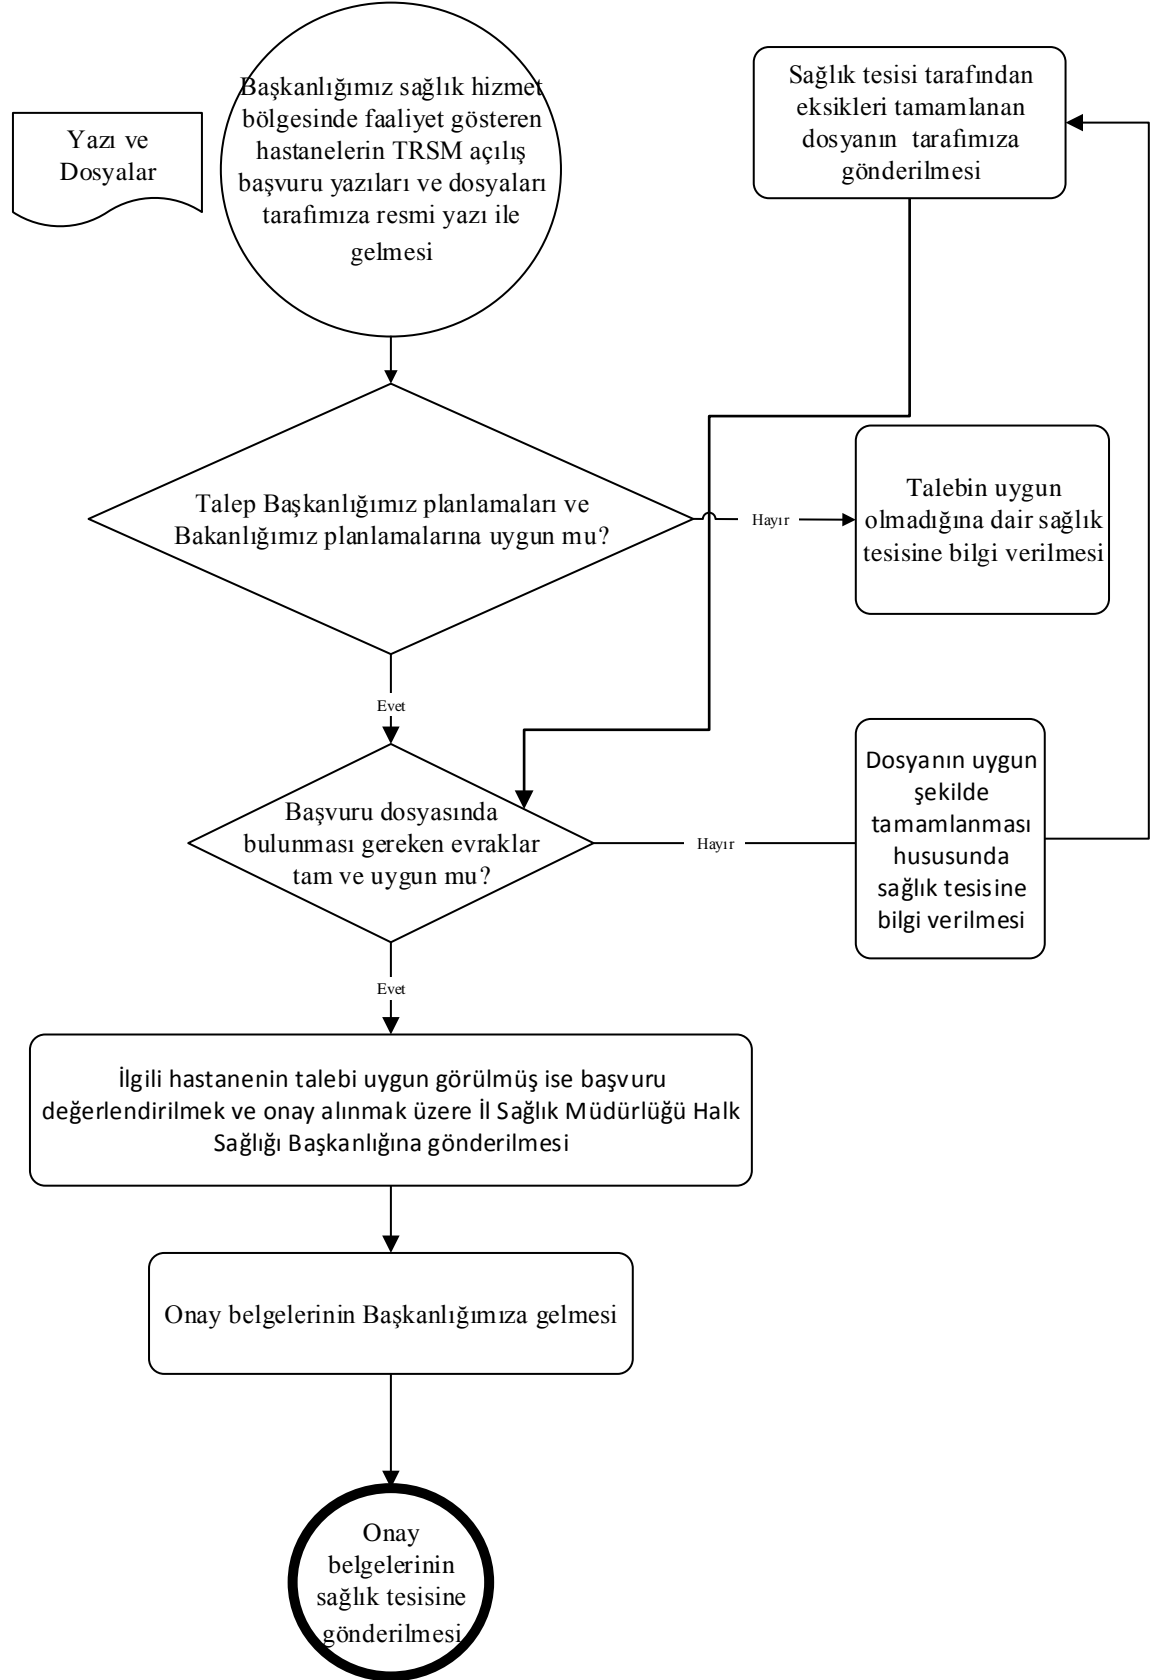 Yazı ve
Dosyalar
Başkanlığımız sağlık hizmet
bölgesinde faaliyet gösteren
hastanelerin TRSM açılış
başvuru yazıları ve dosyaları
tarafımıza resmi yazı ile
gelmesi
Sağlık tesisi tarafından
eksikleri tamamlanan
dosyanın tarafımıza
gönderilmesi
Talep Başkanlığımız planlamaları ve
Bakanlığımız planlamalarına uygun mu?
Hayır
Talebin uygun
olmadığına dair sağlık
tesisine bilgi verilmesi
Evet
Başvuru dosyasında
bulunması gereken evraklar
tam ve uygun mu?
Hayır
Dosyanın uygun
şekilde
tamamlanması
hususunda
sağlık tesisine
bilgi verilmesi
Evet
İlgili hastanenin talebi uygun görülmüş ise başvuru
değerlendirilmek ve onay alınmak üzere İl Sağlık Müdürlüğü Halk
Sağlığı Başkanlığına gönderilmesi
Onay belgelerinin Başkanlığımıza gelmesi
Onay
belgelerinin
sağlık tesisine
gönderilmesi